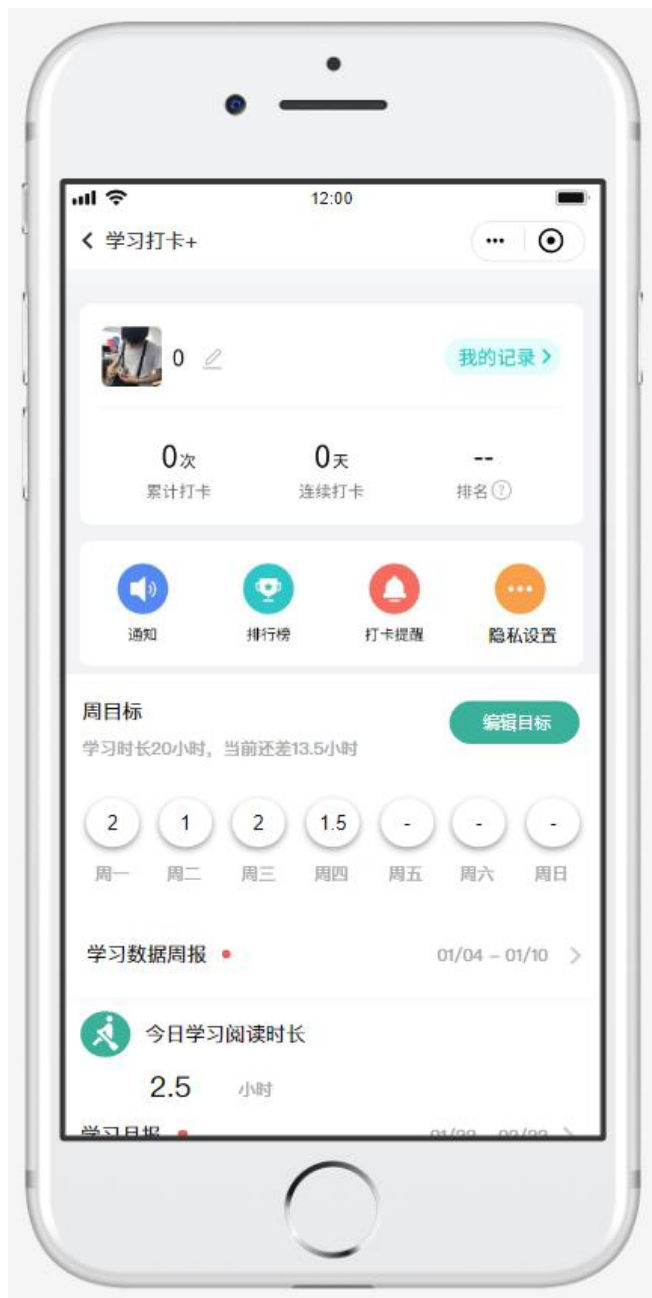 12:00
学习打卡+
0
我的记录
0次
0天
--
累计打卡
连续打卡
排名?
通知
排行榜
打卡提醒
隐私设置
周目标
编辑目标
学习时长20小时，当前还差13.5小时
2
1
2
1.5
-
-
-
周一
周二
周三
周四
周五
周六
周日
学习数据周报
01/04 – 01/10
今日学习阅读时长
2.5
小时
学习月报